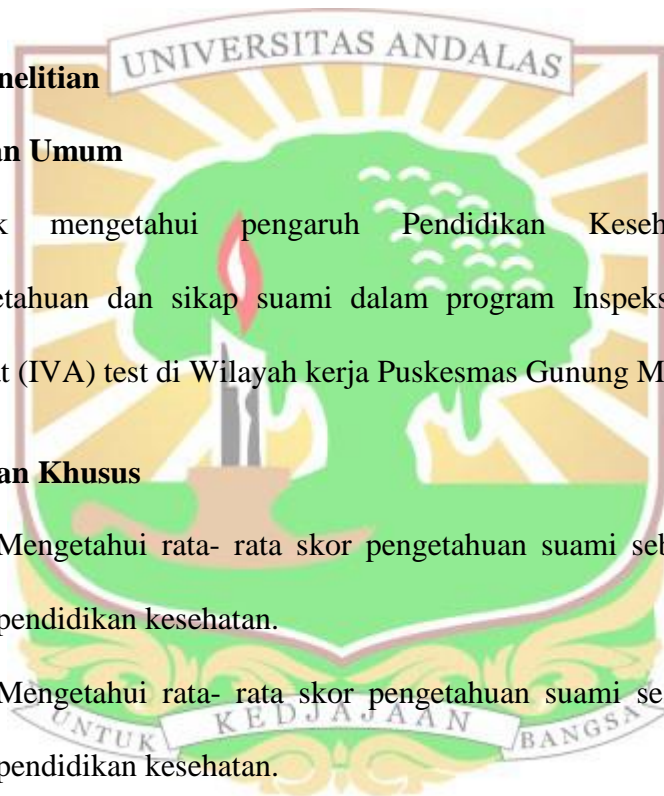 UNIVERSITAS ANDALAS
nelitian
an Umum
k mengetahui pengaruh Pendidikan Keseh
etahuan dan sikap suami dalam program Inspeks
at (IVA) test di Wilayah kerja Puskesmas Gunung M
an Khusus
Mengetahui rata- rata skor pengetahuan suami seb
pendidikan kesehatan.
Mengetahui rata- rata skor pengetahuan suami se
UNTUK KEDJAJAAN BANGSA
pendidikan kesehatan.